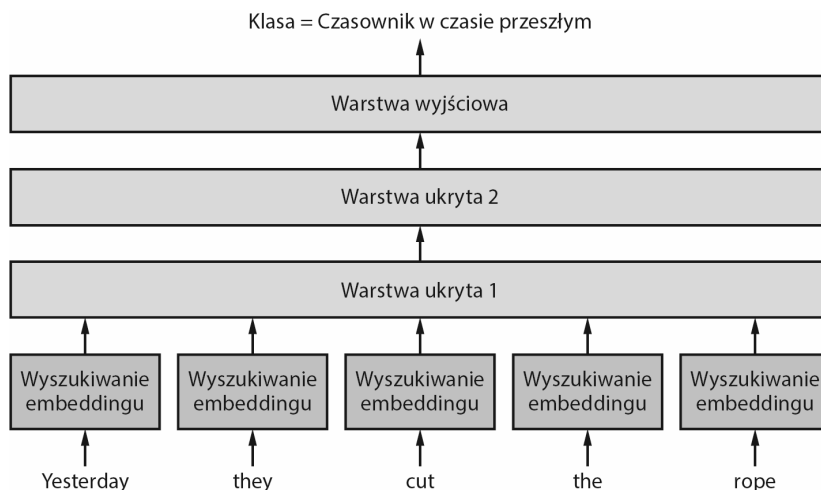 Klasa = Czasownik w czasie przeszłym
Warstwa wyjściowa
Warstwa ukryta 2
Warstwa ukryta 1
Wyszukiwanie embeddingu
Wyszukiwanie embeddingu
Wyszukiwanie embeddingu
Wyszukiwanie embeddingu
Wyszukiwanie embeddingu
Yesterday they cut the rope